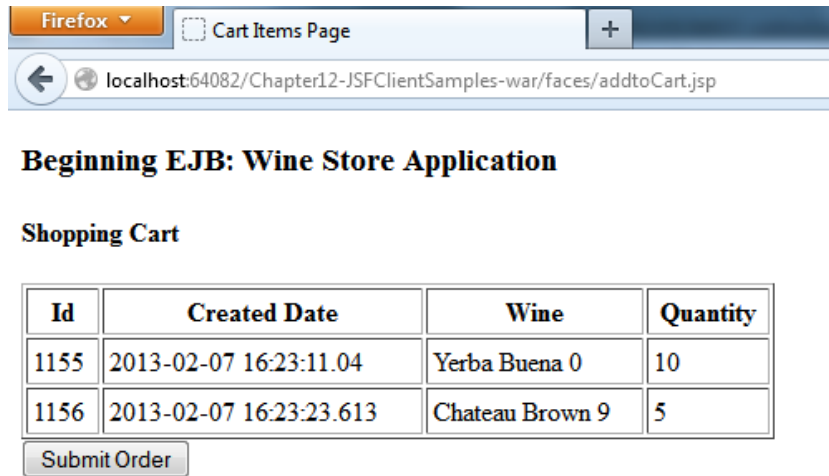 Firefox
Cart Items Page
localhost:64082/Chapter12-JSFClientSamples-war/faces/addtoCart.jsp
Beginning EJB: Wine Store Application
Shopping Cart
Id Created Date Wine Quantity
1155 2013-02-07 16:23:11.04 Yerba Buena 0 10
1156 2013-02-07 16:23:23.613 Chateau Brown 9 5
Submit Order